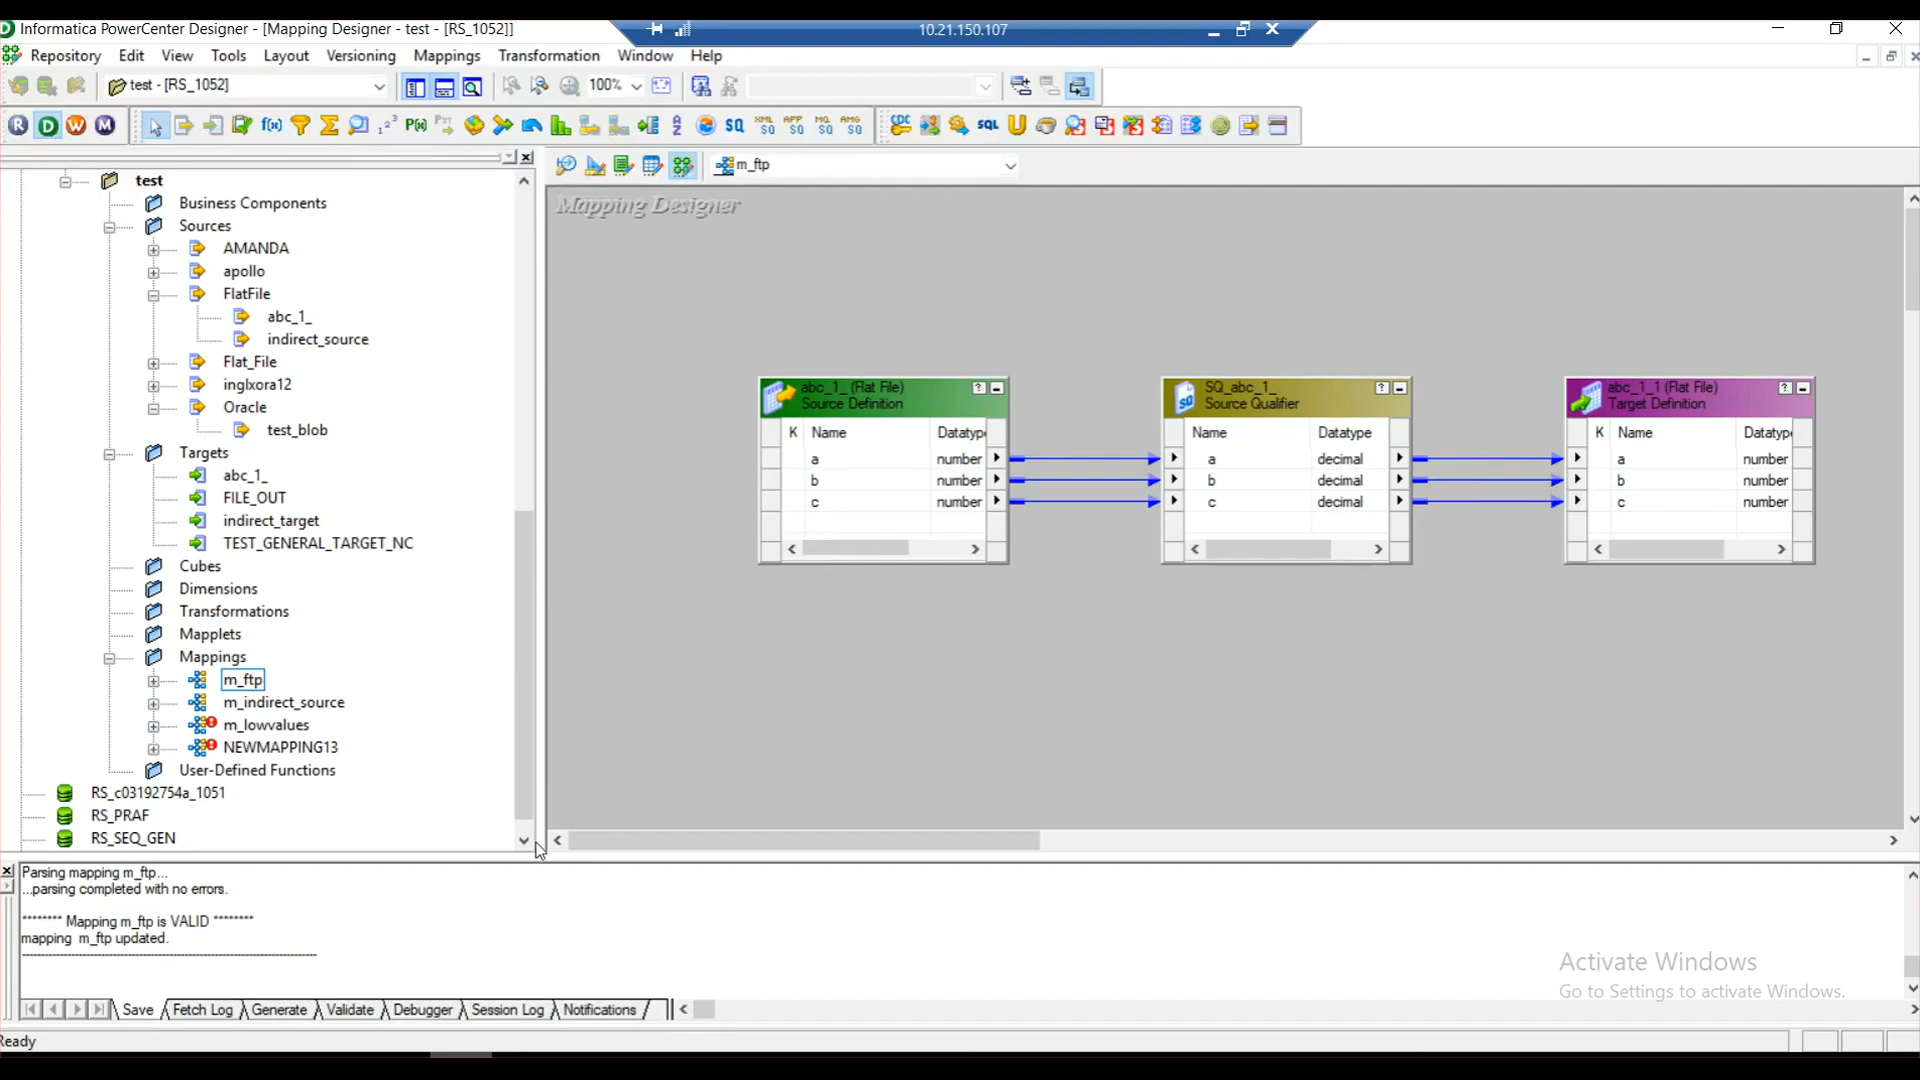 Informatica PowerCenter Designer - [Mapping Designer - test - [RS_1052]]
10.21.150.107
Repository Edit View Tools Layout Versioning Mappings Transformation Window Help
test - [RS_1052]
100%
m_ftp
Mapping Designer
test
Business Components
Sources
AMANDA
apollo
FlatFile
abc_1_
indirect_source
Flat_File
inglxora12
Oracle
test_blob
Targets
abc_1_
FILE_OUT
indirect_target
TEST_GENERAL_TARGET_NC
Cubes
Dimensions
Transformations
Mapplets
Mappings
m_ftp
m_indirect_source
m_lowvalues
NEWMAPPING13
User-Defined Functions
RS_c03192754a_1051
RS_PRAF
RS_SEQ_GEN
abc_1_ (Flat File)
Source Definition
K Name Datatyp
a number
b number
c number
SQ_abc_1_
Source Qualifier
Name Datatype
a decimal
b decimal
c decimal
abc_1_1 (Flat File)
Target Definition
K Name Datatyp
a number
b number
c number
Parsing mapping m_ftp...
...parsing completed with no errors.
******** Mapping m_ftp is VALID ********
mapping m_ftp updated.
Activate Windows
Go to Settings to activate Windows.
Save Fetch Log Generate Validate Debugger Session Log Notifications
Ready